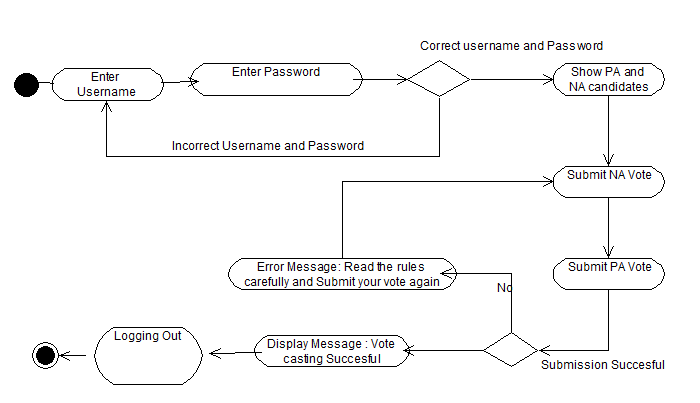 Correct username and Password
Enter
Username
Enter Password
Show PA and
NA candidates
Incorrect Username and Password
Submit NA Vote
Error Message: Read the rules
carefully and Submit your vote again
Submit PA Vote
No
Logging Out
Display Message : Vote
casting Succesful
Submission Succesful